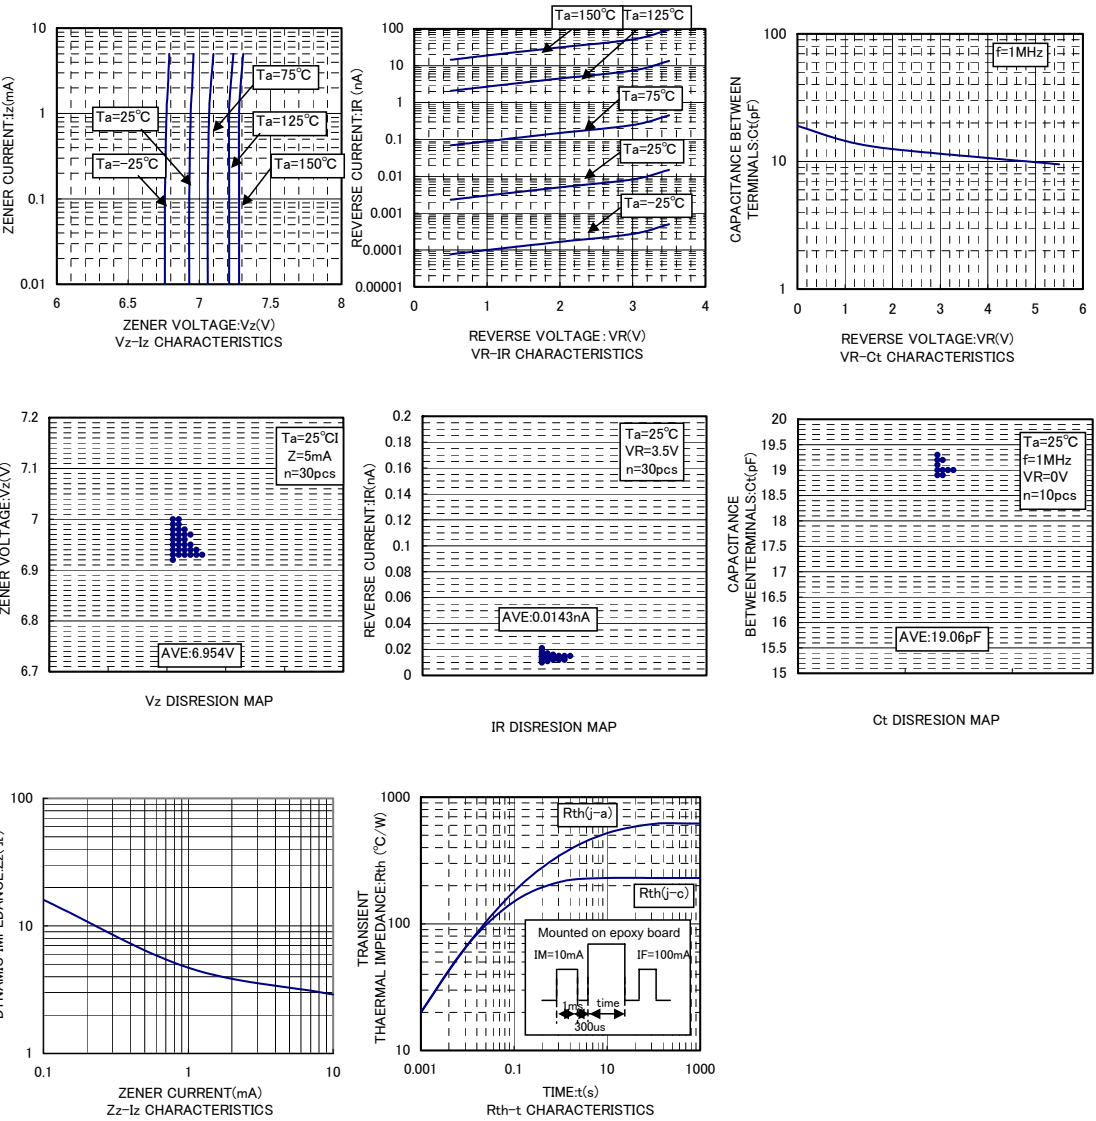 100
10
1
0.1
0.01
ZENER CURRENT:Iz(mA)
Ta=75℃
Ta=25℃
Ta=125℃
Ta=−25℃
Ta=150℃
6 6.5 7 7.5 8
ZENER VOLTAGE:Vz(V)
Vz-Iz CHARACTERISTICS
Ta=150℃ Ta=125℃
100
10
1
0.1
0.01
0.001
0.0001
0.00001
REVERSE CURRENT:IR (nA)
Ta=75℃
Ta=25℃
Ta=−25℃
0 1 2 3 4
REVERSE VOLTAGE:VR(V)
VR-IR CHARACTERISTICS
100
10
1
CAPACITANCE BETWEEN
TERMINALS:Ct(pF)
f=1MHz
0 1 2 3 4 5 6
REVERSE VOLTAGE:VR(V)
VR-Ct CHARACTERISTICS
7.2
7.1
7
6.9
6.8
6.7
ZENER VOLTAGE:Vz(V)
Ta=25℃I
Z=5mA
n=30pcs
AVE:6.954V
Vz DISRESION MAP
0.2
0.18
0.16
0.14
0.12
0.1
0.08
0.06
0.04
0.02
0
REVERSE CURRENT:IR(nA)
Ta=25℃
VR=3.5V
n=30pcs
AVE:0.0143nA
IR DISRESION MAP
20
19.5
19
18.5
18
17.5
17
16.5
16
15.5
15
CAPACITANCE
BETWEENTERMINALS:Ct(pF)
Ta=25℃
f=1MHz
VR=0V
n=10pcs
AVE:19.06pF
Ct DISRESION MAP
100
10
1
0.1 1 10
ZENER CURRENT(mA)
Zz-Iz CHARACTERISTICS
1000
100
10
TRANSIENT
THAERMAL IMPEDANCE:Rth (℃/W)
Rth(j-a)
Rth(j-c)
Mounted on epoxy board
IM=10mA IF=100mA
1ms time
300us
0.001 0.1 10 1000
TIME:t(s)
Rth-t CHARACTERISTICS